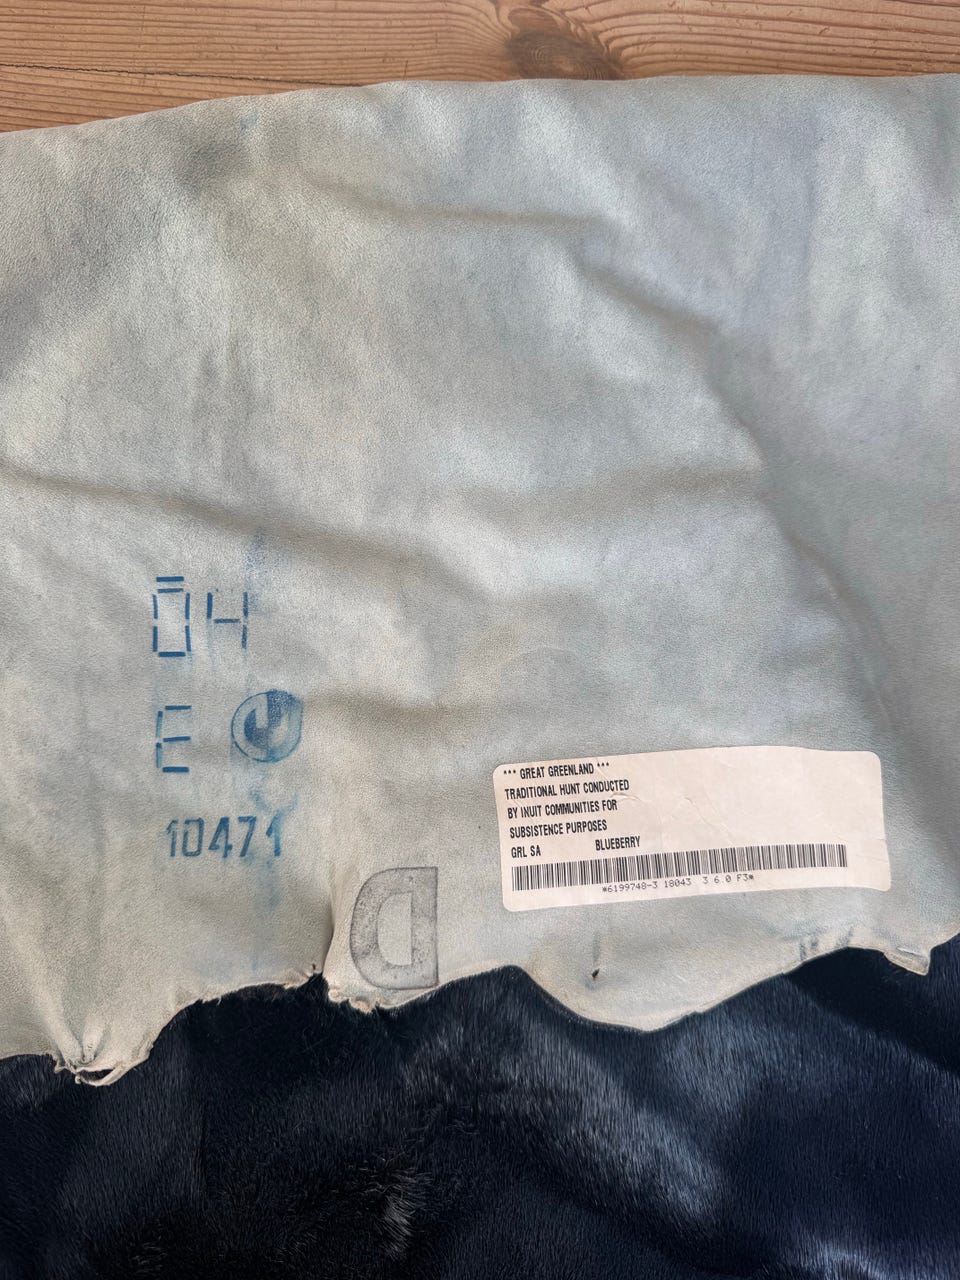 E
10471
D
*** GREAT GREENLAND ***
TRADITIONAL HUNT CONDUCTED
BY INUIT COMMUNITIES FOR
SUBSISTENCE PURPOSES
GRL SA BLUEBERRY
*6199748-3 18043 3 6.0 F3*